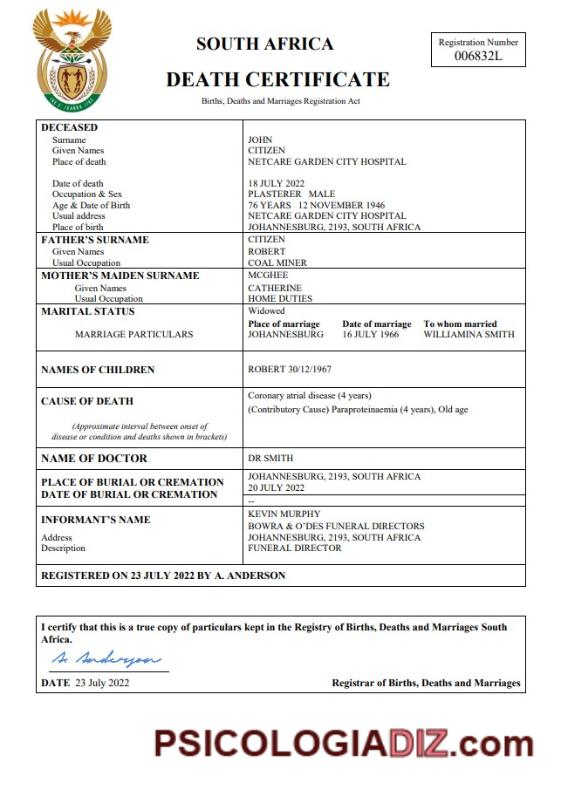 SOUTH AFRICA
DEATH CERTIFICATE
Births, Deaths and Marriages Registration Act
Registration Number
006832L
DECEASED
Surname JOHN
Given Names CITIZEN
Place of death NETCARE GARDEN CITY HOSPITAL
Date of death 18 JULY 2022
Occupation & Sex PLASTERER MALE
Age & Date of Birth 76 YEARS 12 NOVEMBER 1946
Usual address NETCARE GARDEN CITY HOSPITAL
Place of birth JOHANNESBURG, 2193, SOUTH AFRICA
FATHER'S SURNAME CITIZEN
Given Names ROBERT
Usual Occupation COAL MINER
MOTHER'S MAIDEN SURNAME MCGHEE
Given Names CATHERINE
Usual Occupation HOME DUTIES
MARITAL STATUS Widowed
Place of marriage Date of marriage To whom married
MARRIAGE PARTICULARS JOHANNESBURG 16 JULY 1966 WILLIAMINA SMITH
NAMES OF CHILDREN ROBERT 30/12/1967
CAUSE OF DEATH Coronary atrial disease (4 years)
(Contributory Cause) Paraproteinaemia (4 years), Old age
(Approximate interval between onset of
disease or condition and deaths shown in brackets)
NAME OF DOCTOR DR SMITH
PLACE OF BURIAL OR CREMATION JOHANNESBURG, 2193, SOUTH AFRICA
DATE OF BURIAL OR CREMATION 20 JULY 2022
--
INFORMANT'S NAME KEVIN MURPHY
BOWRA & O'DES FUNERAL DIRECTORS
Address JOHANNESBURG, 2193, SOUTH AFRICA
Description FUNERAL DIRECTOR
REGISTERED ON 23 JULY 2022 BY A. ANDERSON
I certify that this is a true copy of particulars kept in the Registry of Births, Deaths and Marriages South
Africa.
A. Anderson
DATE 23 July 2022 Registrar of Births, Deaths and Marriages
PSICOLOGIADIZ.com